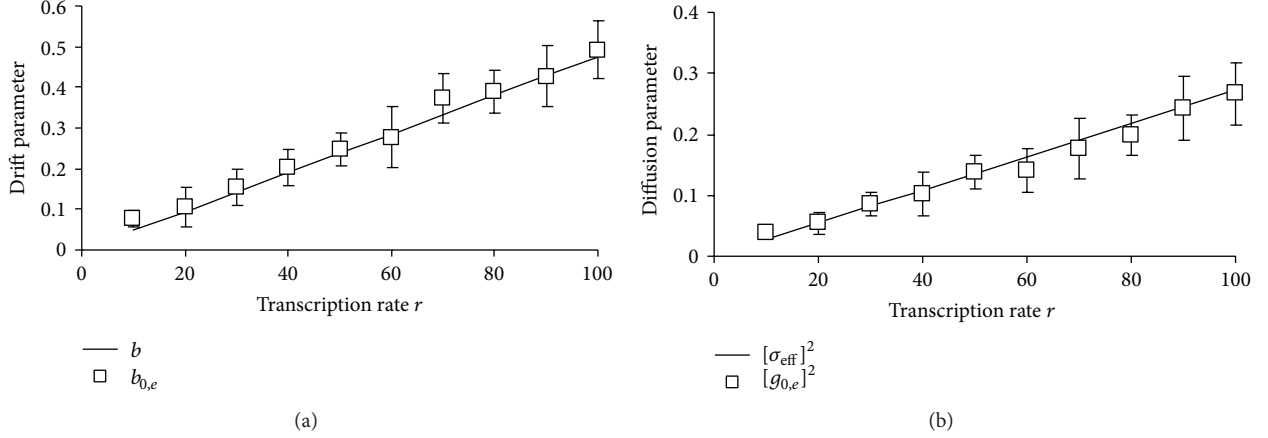 0.6
0.5
0.4
0.3
0.2
0.1
0
Drift parameter
0 20 40 60 80 100
Transcription rate r
b
b0,e
(a)
0.4
0.3
0.2
0.1
0
Diffusion parameter
0 20 40 60 80 100
Transcription rate r
[σeff]²
[g0,e]²
(b)